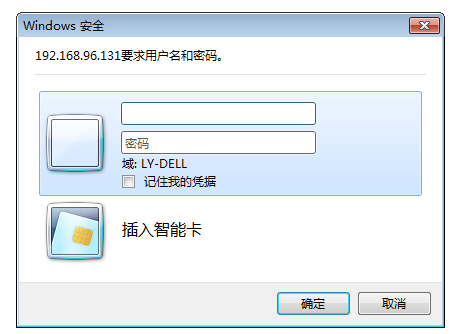 Windows 安全
192.168.96.131要求用户名和密码。
密码
域: LY-DELL
记住我的凭据
插入智能卡
确定
取消